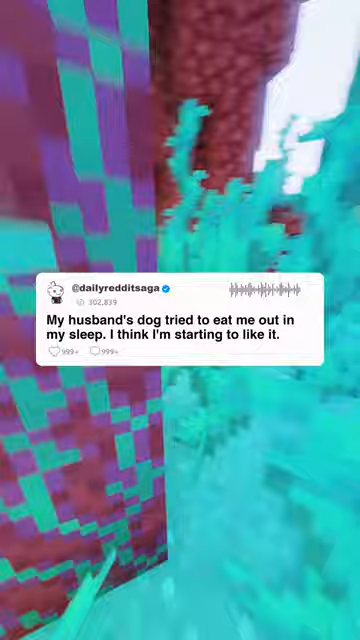 @dailyredditsaga
302,839
My husband's dog tried to eat me out in
my sleep. I think I'm starting to like it.
999+ 999+